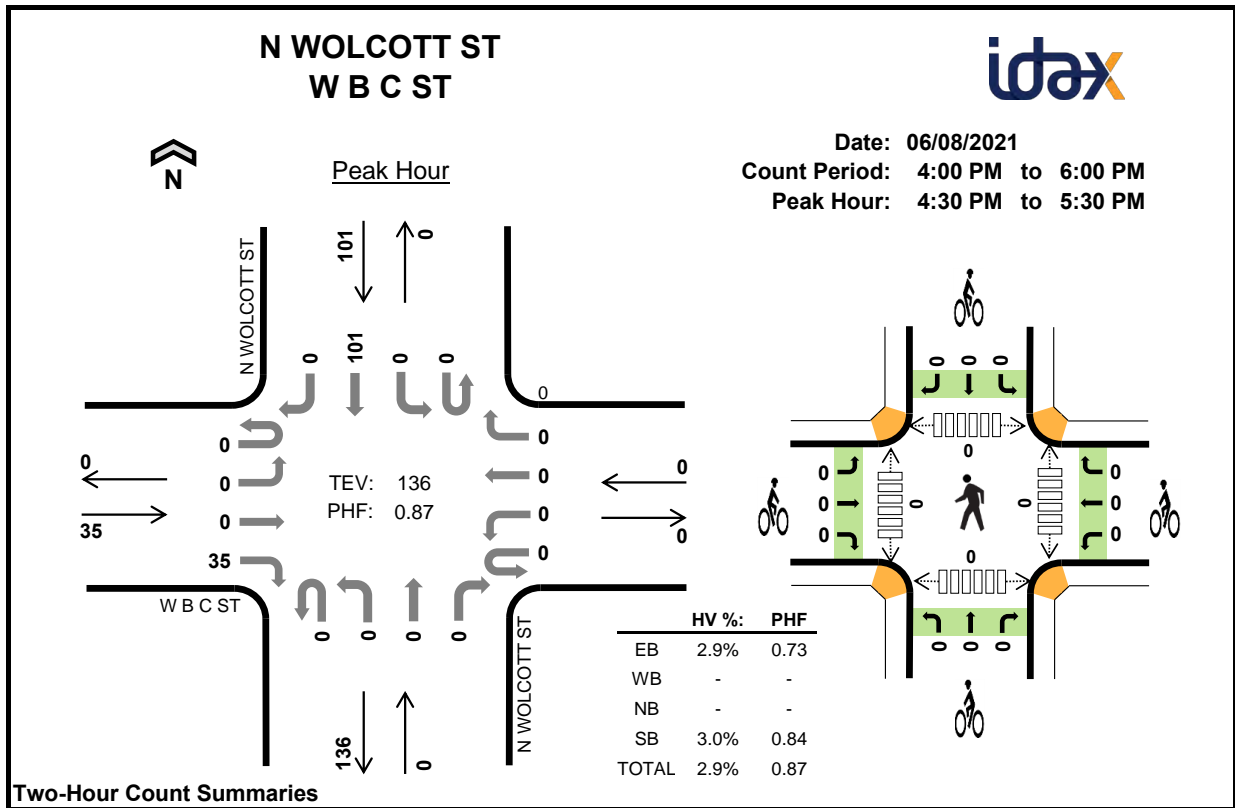 N WOLCOTT ST
W B C ST
idax
Date: 06/08/2021
Count Period: 4:00 PM to 6:00 PM
Peak Hour: 4:30 PM to 5:30 PM
N
Peak Hour
N WOLCOTT ST
101
0
0
101
0
0
0
0
0
0
35
0
0
0
0
0
0
35
TEV: 136
PHF: 0.87
0
0
W B C ST
0
0
0
0
N WOLCOTT ST
136
0
HV %: PHF
EB 2.9% 0.73
WB - -
NB - -
SB 3.0% 0.84
TOTAL 2.9% 0.87
0 0 0
0
0
0
0
0
0
0
0
0
0
0 0 0
Two-Hour Count Summaries